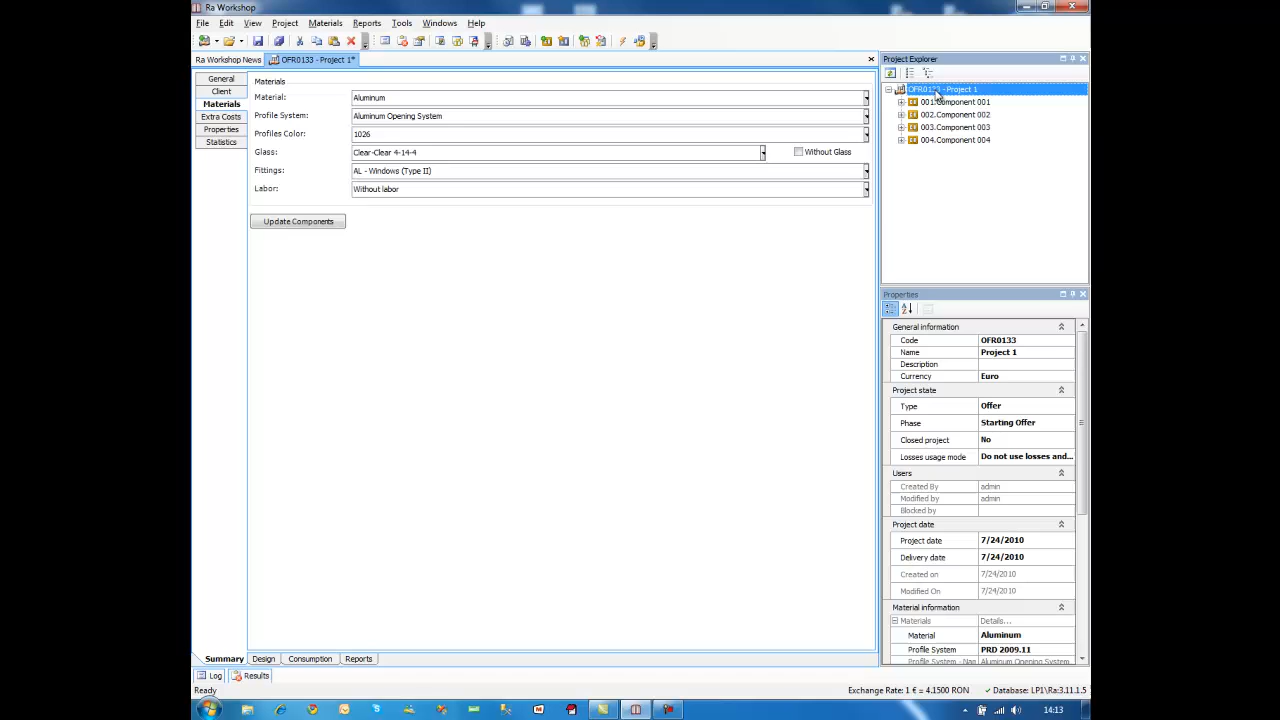 Ra Workshop
File Edit View Project Materials Reports Tools Windows Help
Ra Workshop News OFR0133 - Project 1*
General
Client
Materials
Extra Costs
Properties
Statistics
Materials
Material: Aluminum
Profile System: Aluminum Opening System
Profiles Color: 1026
Glass: Clear-Clear 4-14-4 Without Glass
Fittings: AL - Windows (Type II)
Labor: Without labor
Update Components
Summary Design Consumption Reports
Project Explorer
OFR0133 - Project 1
001.Component 001
002.Component 002
003.Component 003
004.Component 004
Properties
General information
Code OFR0133
Name Project 1
Description
Currency Euro
Project state
Type Offer
Phase Starting Offer
Closed project No
Losses usage mode Do not use losses and...
Users
Created By admin
Modified by admin
Blocked by
Project date
Project date 7/24/2010
Delivery date 7/24/2010
Created on 7/24/2010
Modified On 7/24/2010
Material information
Materials Details...
Material Aluminum
Profile System PRD 2009.11
Profile System - Nam Aluminum Opening System
Log Results
Ready Exchange Rate: 1 € = 4.1500 RON Database: LP1\Ra:3.11.1.5
14:13